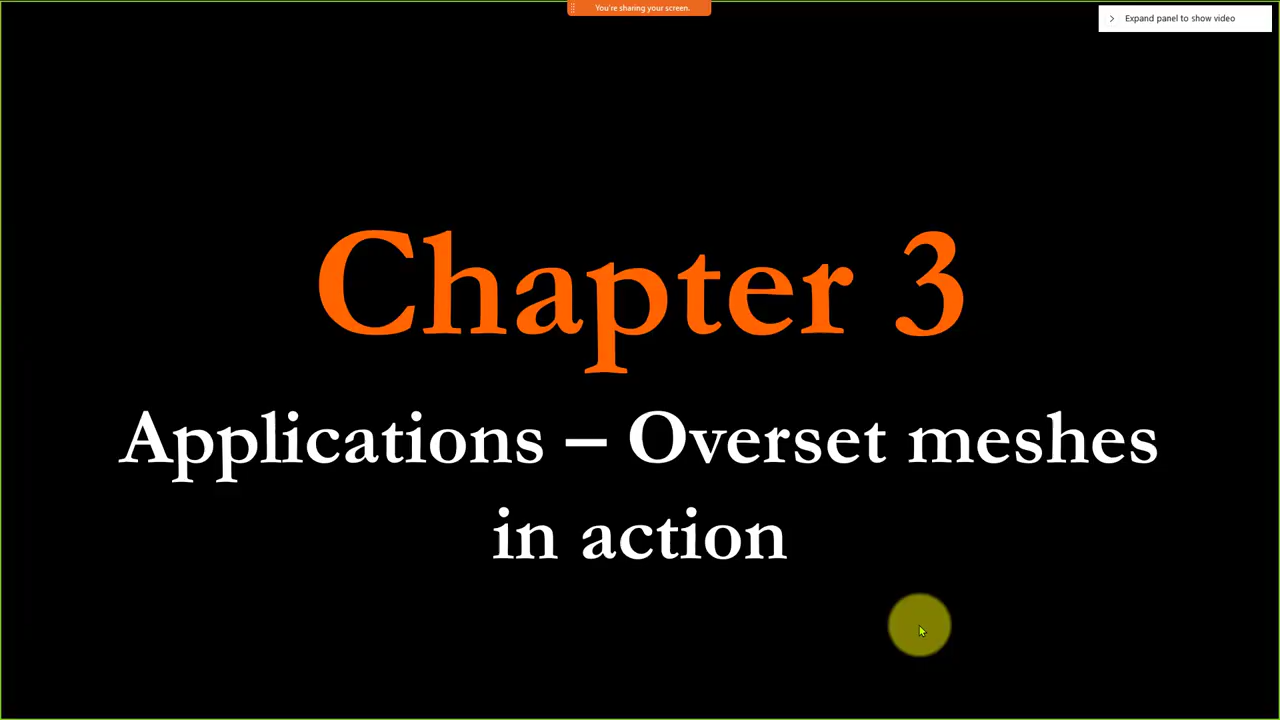 You're sharing your screen.
Expand panel to show video
Chapter 3
Applications – Overset meshes
in action